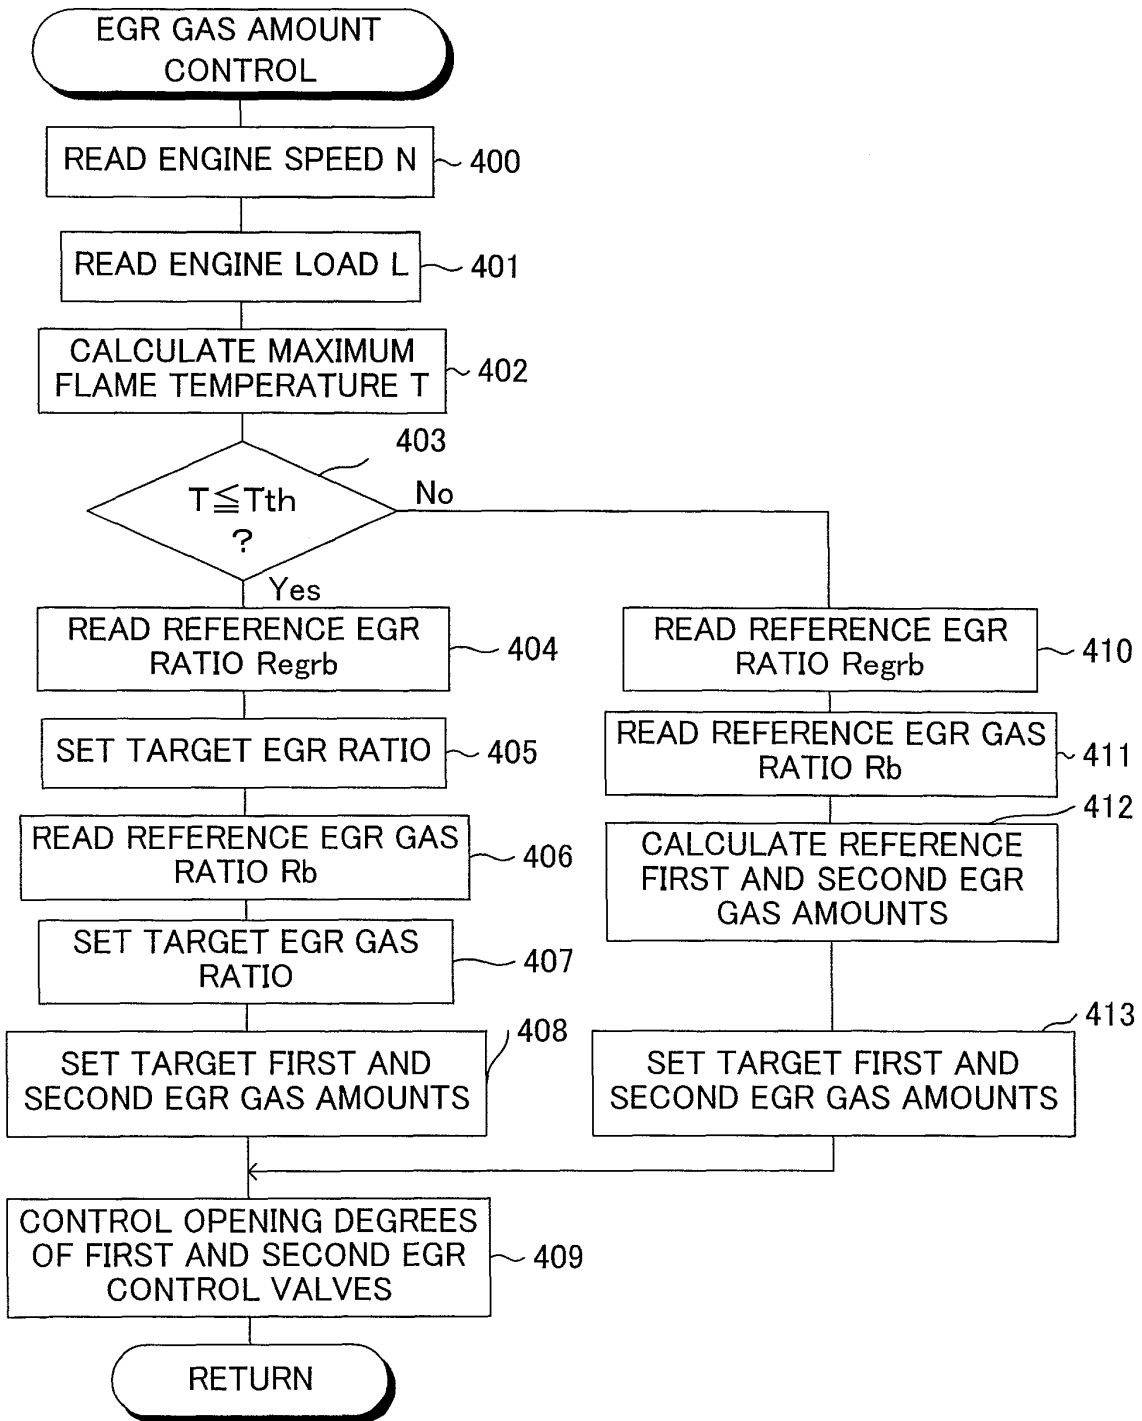 EGR GAS AMOUNT
CONTROL
READ ENGINE SPEED N
400
READ ENGINE LOAD L
401
CALCULATE MAXIMUM
FLAME TEMPERATURE T
402
403
T≦Tth
?
No
Yes
READ REFERENCE EGR
RATIO Regrb
404
SET TARGET EGR RATIO
405
READ REFERENCE EGR GAS
RATIO Rb
406
SET TARGET EGR GAS
RATIO
407
SET TARGET FIRST AND
SECOND EGR GAS AMOUNTS
408
READ REFERENCE EGR
RATIO Regrb
410
READ REFERENCE EGR GAS
RATIO Rb
411
412
CALCULATE REFERENCE
FIRST AND SECOND EGR
GAS AMOUNTS
413
SET TARGET FIRST AND
SECOND EGR GAS AMOUNTS
CONTROL OPENING DEGREES
OF FIRST AND SECOND EGR
CONTROL VALVES
409
RETURN